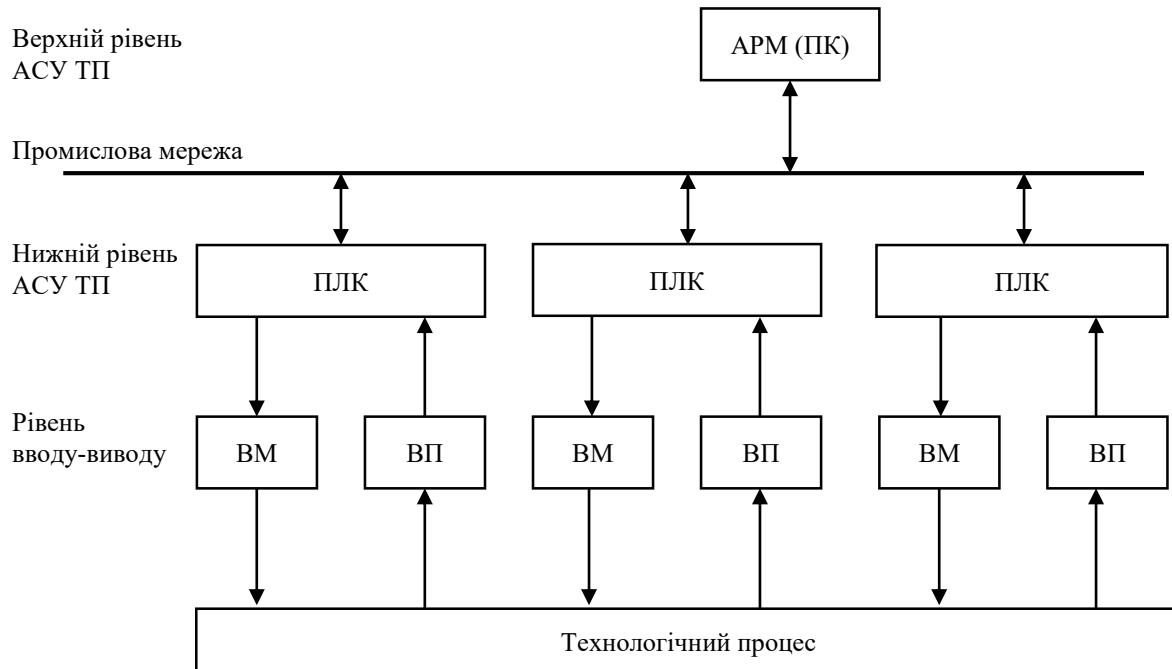 Верхній рівень
АСУ ТП
АРМ (ПК)
Промислова мережа
Нижній рівень
АСУ ТП
ПЛК
ПЛК
ПЛК
Рівень
вводу-виводу
ВМ
ВП
ВМ
ВП
ВМ
ВП
Технологічний процес